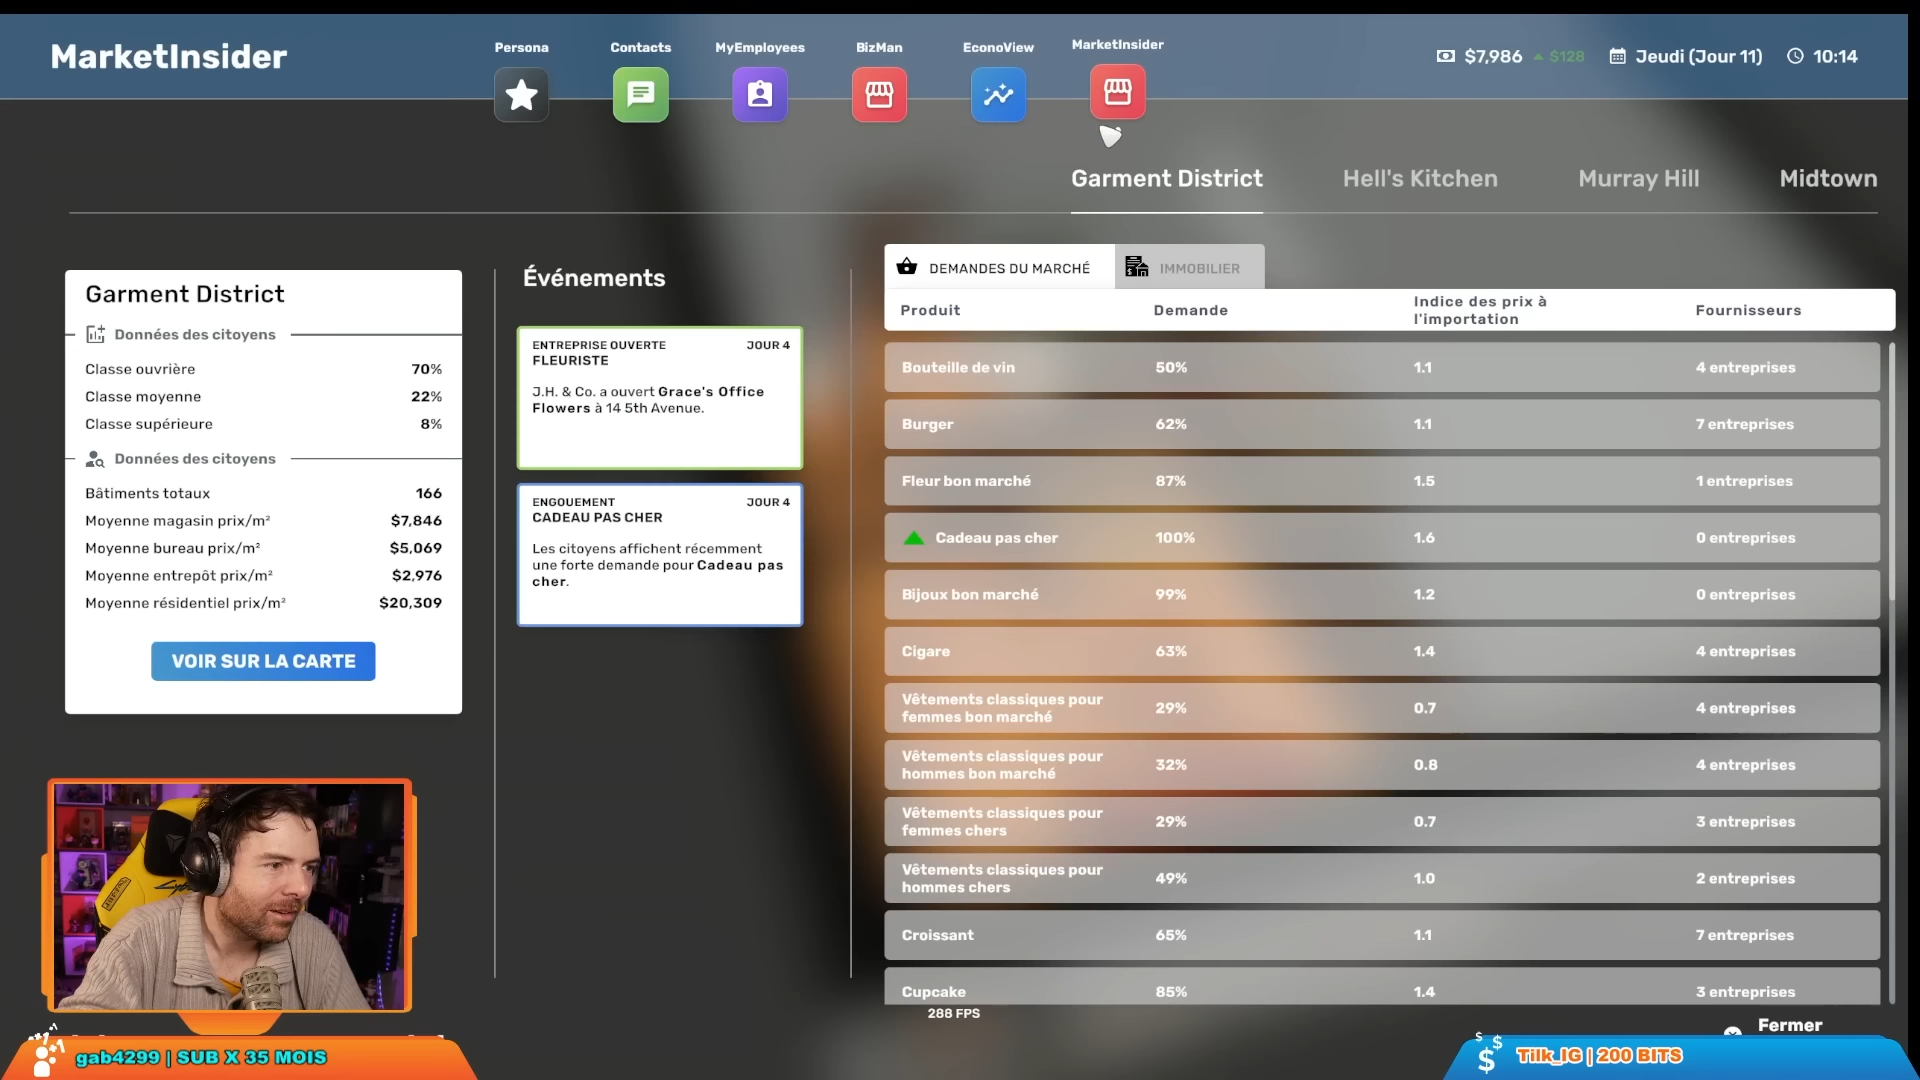 MarketInsider
Persona
Contacts
MyEmployees
BizMan
EconoView
MarketInsider
$7,986
$128
Jeudi (Jour 11)
10:14
Garment District
Hell's Kitchen
Murray Hill
Midtown
Garment District
Données des citoyens
Classe ouvrière 70%
Classe moyenne 22%
Classe supérieure 8%
Données des citoyens
Bâtiments totaux 166
Moyenne magasin prix/m² $7,846
Moyenne bureau prix/m² $5,069
Moyenne entrepôt prix/m² $2,976
Moyenne résidentiel prix/m² $20,309
VOIR SUR LA CARTE
Événements
ENTREPRISE OUVERTE JOUR 4
FLEURISTE
J.H. & Co. a ouvert Grace's Office
Flowers à 14 5th Avenue.
ENGOUEMENT JOUR 4
CADEAU PAS CHER
Les citoyens affichent récemment
une forte demande pour Cadeau pas
cher.
DEMANDES DU MARCHÉ
IMMOBILIER
Produit Demande Indice des prix à
l'importation Fournisseurs
Bouteille de vin 50% 1.1 4 entreprises
Burger 62% 1.1 7 entreprises
Fleur bon marché 87% 1.5 1 entreprises
Cadeau pas cher 100% 1.6 0 entreprises
Bijoux bon marché 99% 1.2 0 entreprises
Cigare 63% 1.4 4 entreprises
Vêtements classiques pour
femmes bon marché 29% 0.7 4 entreprises
Vêtements classiques pour
hommes bon marché 32% 0.8 4 entreprises
Vêtements classiques pour
femmes chers 29% 0.7 3 entreprises
Vêtements classiques pour
hommes chers 49% 1.0 2 entreprises
Croissant 65% 1.1 7 entreprises
Cupcake 85% 1.4 3 entreprises
288 FPS
Fermer
gab4299 | SUB X 35 MOIS
Tilk_IG | 200 BITS